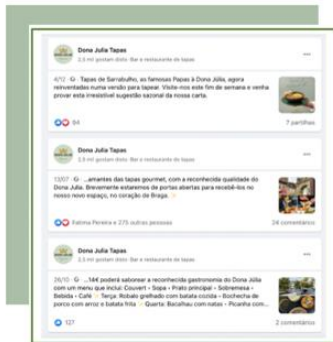 Dona Julia Tapas
2,3 mil gostam disto · Bar e restaurante de tapas
4/12 · Tapas de Sarrabulho, as famosas Papas à Dona Júlia, agora
reinventadas numa versão para tapear. Visite-nos este fim de semana e venha
provar esta irresistível sugestão sazonal da nossa carta.
64
7 partilhas
Dona Julia Tapas
2,3 mil gostam disto · Bar e restaurante de tapas
13/07 · ...amantes das tapas gourmet, com a reconhecida qualidade do
Dona Júlia. Brevemente estaremos de portas abertas para recebê-los no
nosso novo espaço, no coração de Braga.
Fatima Pereira e 275 outras pessoas
24 comentários
Dona Julia Tapas
2,3 mil gostam disto · Bar e restaurante de tapas
28/10 · ...14€ poderá saborear a reconhecida gastronomia do Dona Júlia
com um menu que inclui: Couvert • Sopa • Prato principal • Sobremesa •
Bebida • Café Terça: Robalo grelhado com batata cozida • Bochecha de
porco com arroz e batata frita Quarta: Bacalhau com natas • Picanha com...
127
2 comentários